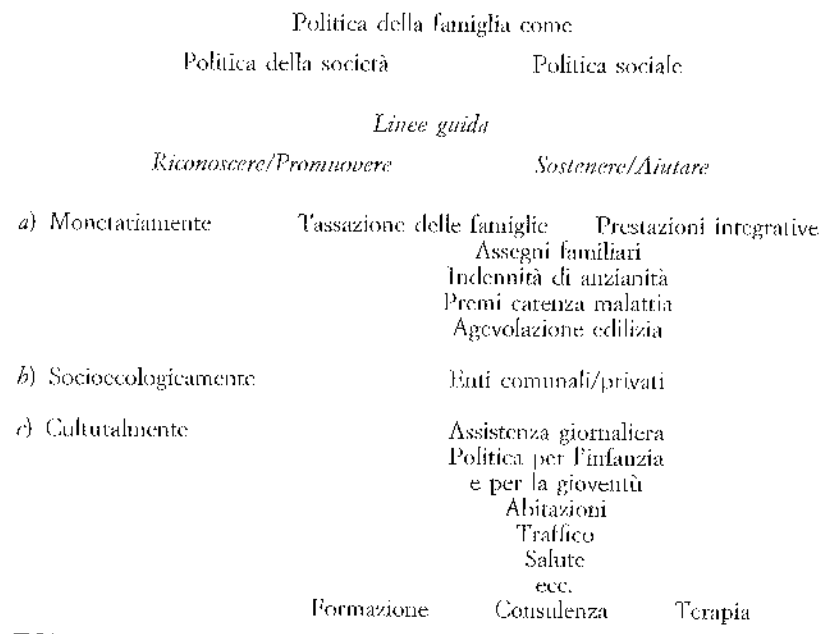 Politica della famiglia come
Politica della società Politica sociale
Linee guida
Riconoscere/Promuovere Sostenere/Aiutare
a) Monetariamente Tassazione delle famiglie Prestazioni integrative
Assegni familiari
Indennità di anzianità
Premi carenza malattia
Agevolazione edilizia
b) Socioecologicamente Enti comunali/privati
c) Culturalmente Assistenza giornaliera
Politica per l'infanzia
e per la gioventù
Abitazioni
Traffico
Salute
ecc.
Formazione Consulenza Terapia